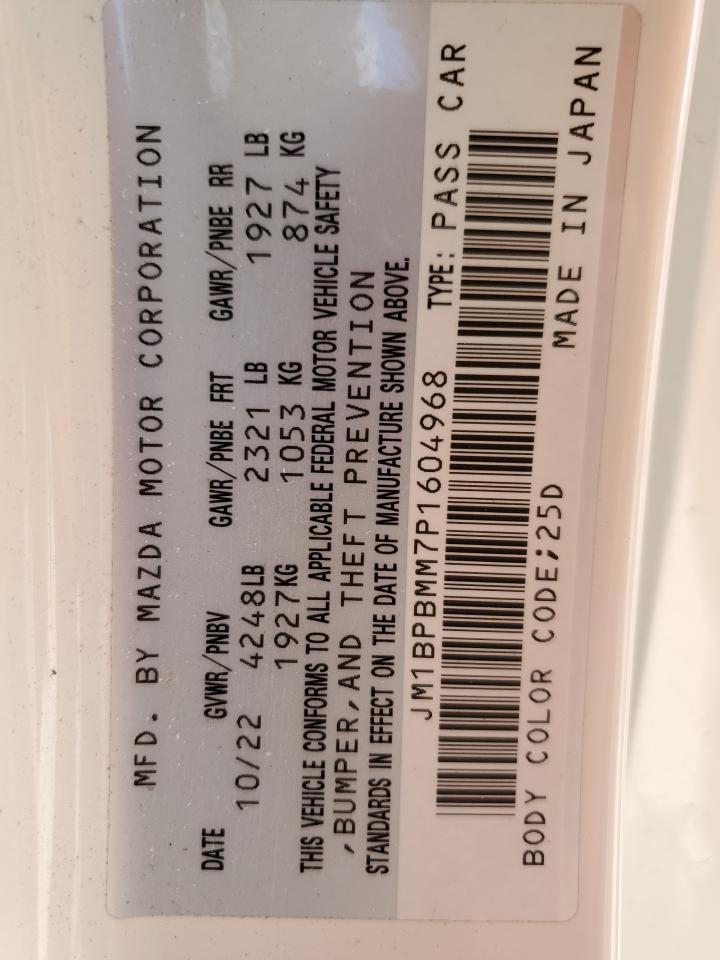 MFD. BY MAZDA MOTOR CORPORATION
DATE GVWR/PNBV GAWR/PNBE FRT GAWR/PNBE RR
10/22 4248LB 2321 LB 1927 LB
1927KG 1053 KG 874 KG
THIS VEHICLE CONFORMS TO ALL APPLICABLE FEDERAL MOTOR VEHICLE SAFETY
,BUMPER,AND THEFT PREVENTION
STANDARDS IN EFFECT ON THE DATE OF MANUFACTURE SHOWN ABOVE.
JM1BPBMM7P1604968 TYPE: PASS CAR
BODY COLOR CODE;25D MADE IN JAPAN